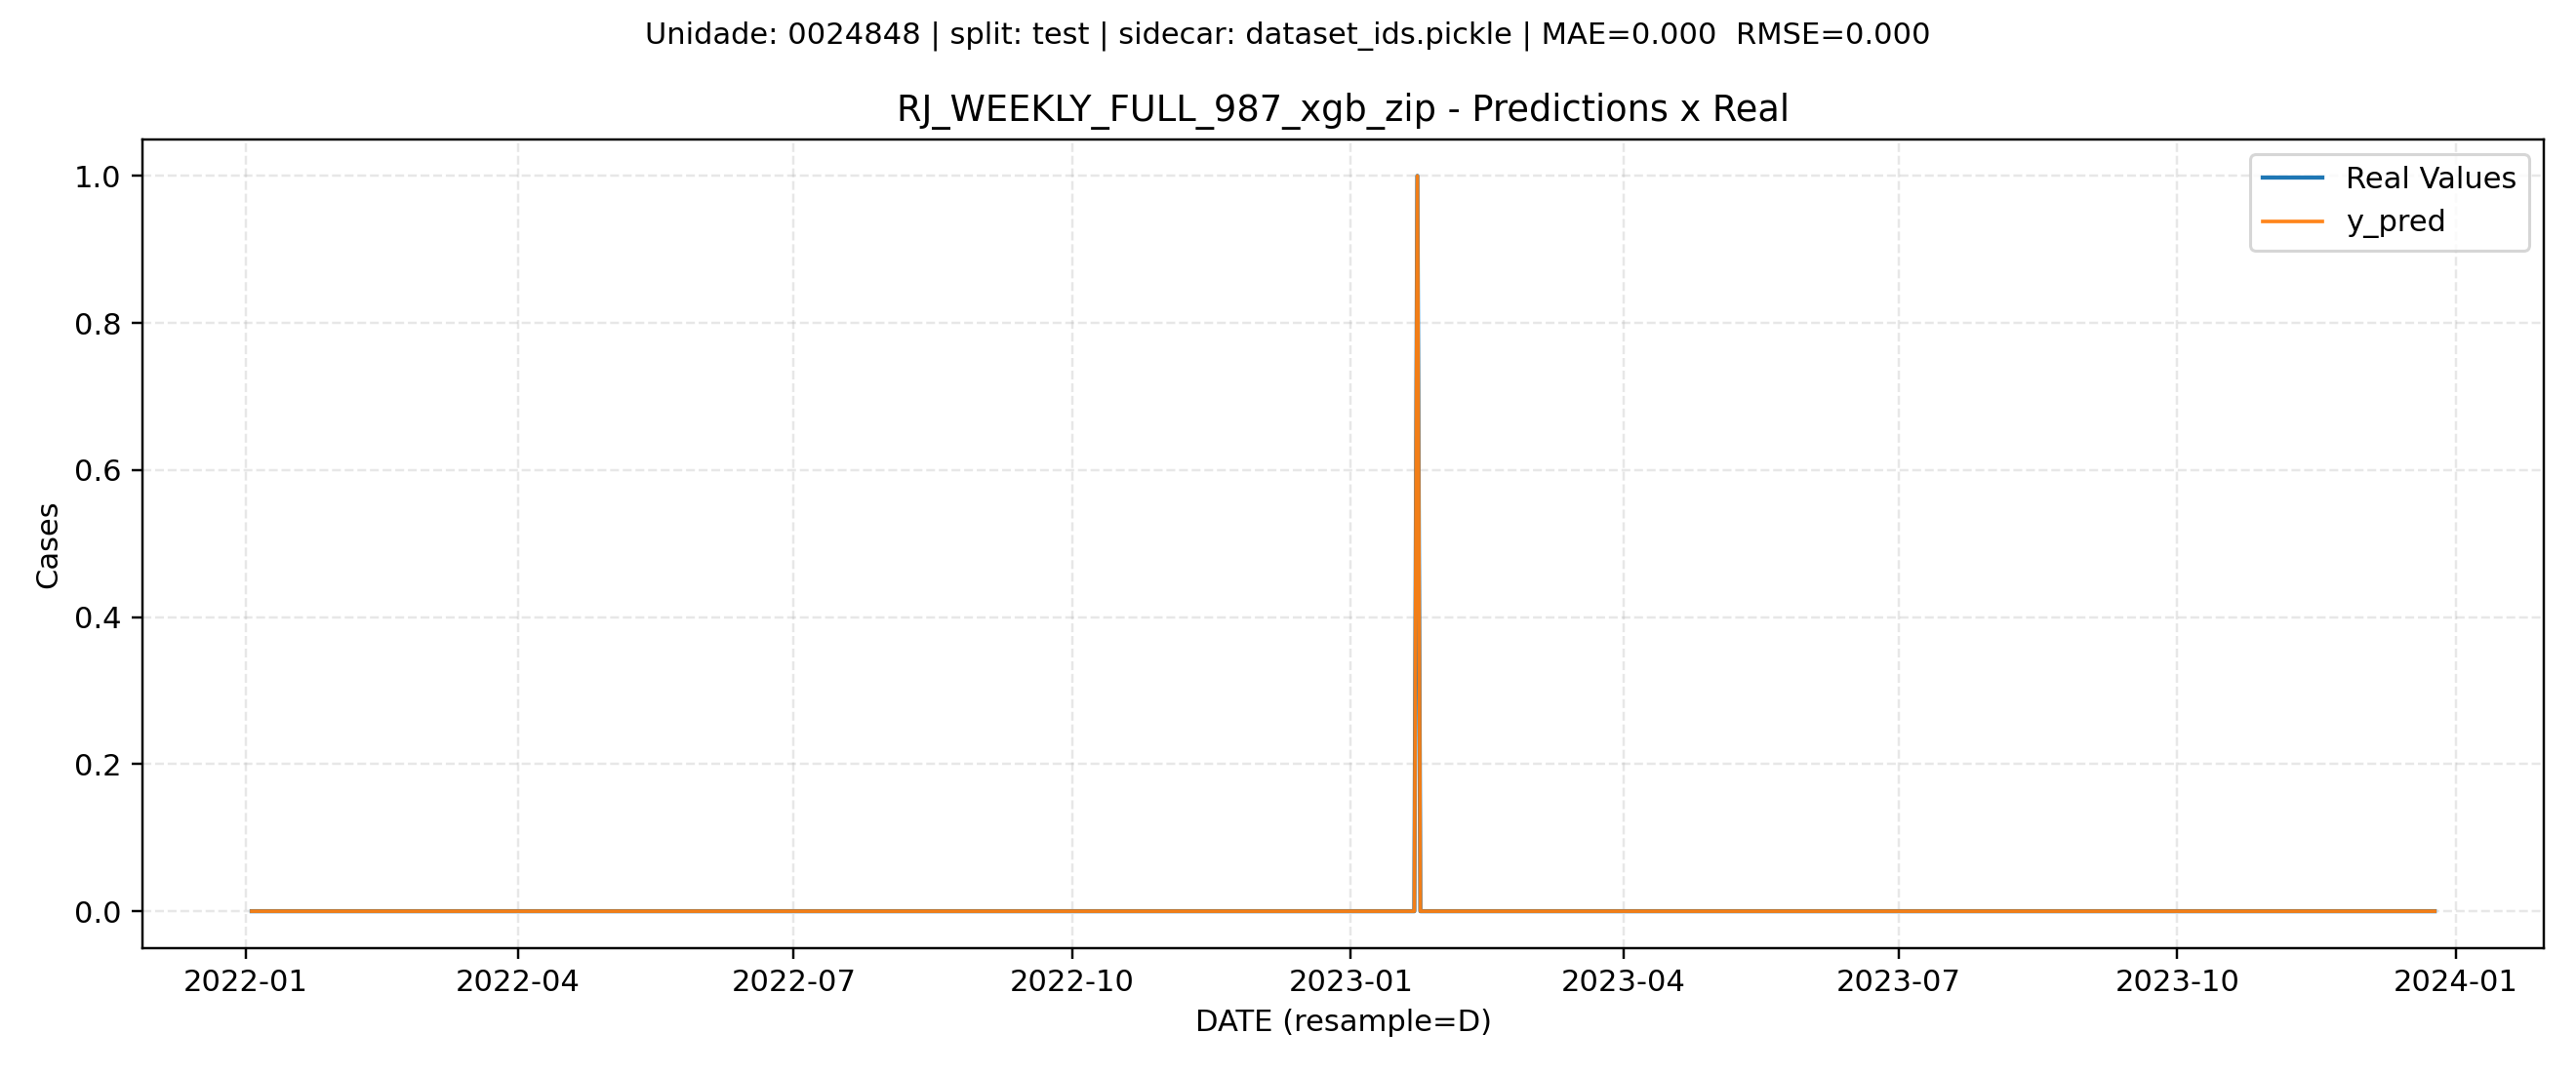 Unidade: 0024848 | split: test | sidecar: dataset_ids.pickle | MAE=0.000  RMSE=0.000
RJ_WEEKLY_FULL_987_xgb_zip - Predictions x Real
Real Values
y_pred
1.0
0.8
0.6
0.4
0.2
0.0
Cases
2022-01
2022-04
2022-07
2022-10
2023-01
2023-04
2023-07
2023-10
2024-01
DATE (resample=D)